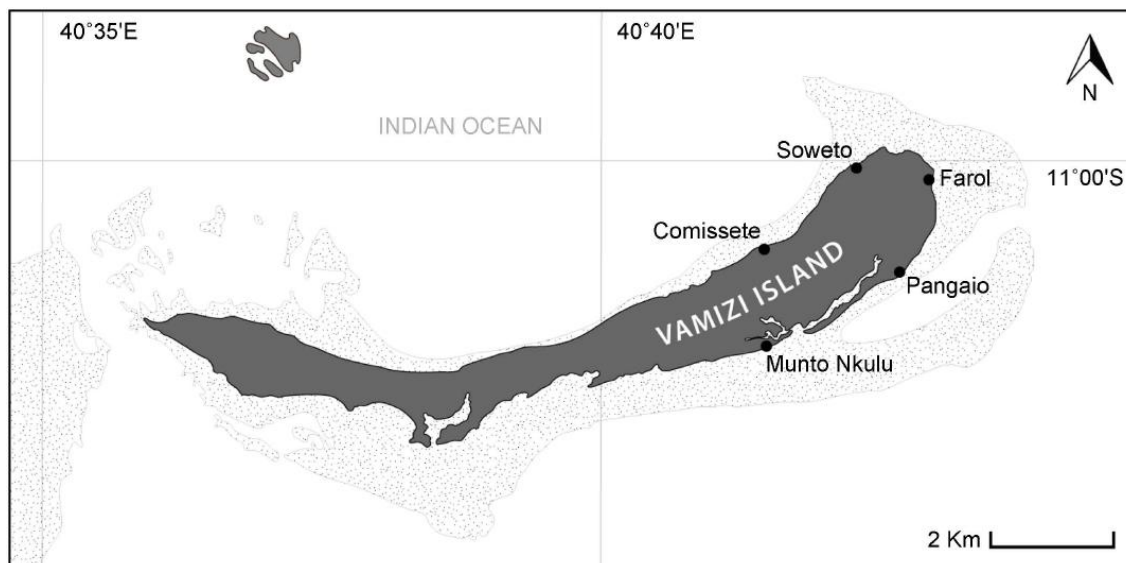 40˚35'E
40˚40'E
N
INDIAN OCEAN
Soweto
Farol
11°00'S
Comissete
VAMIZI ISLAND
Pangaio
Munto Nkulu
2 Km